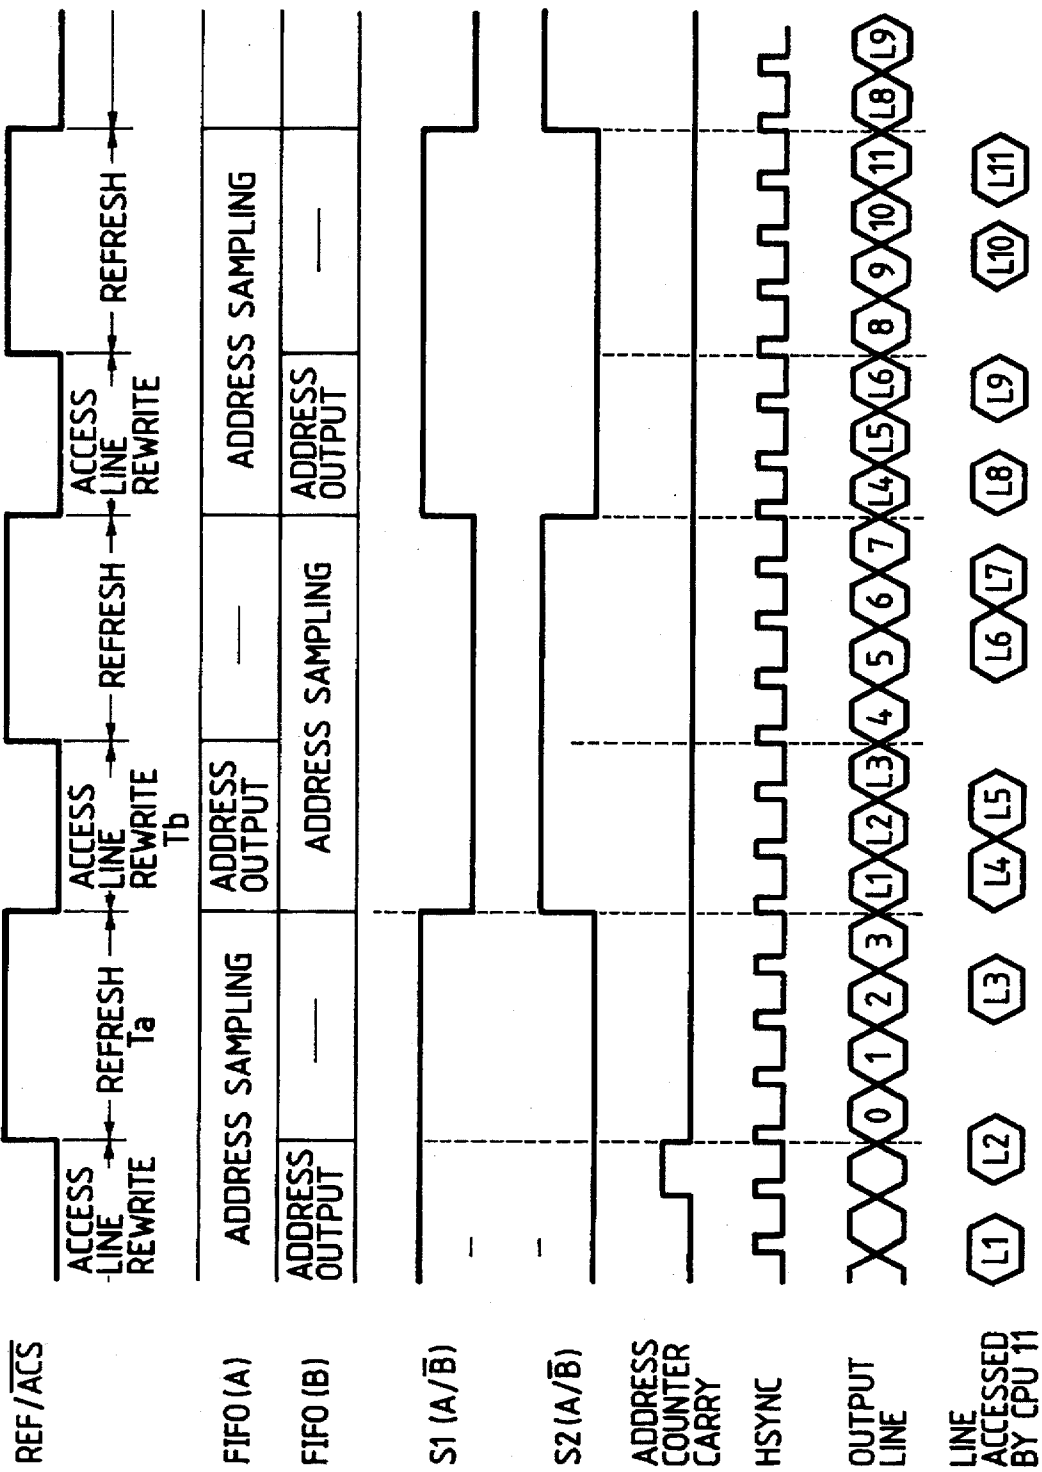 REF/ACS
ACCESS
LINE
REWRITE
REFRESH
Ta
ACCESS
LINE
REWRITE
Tb
REFRESH
ACCESS
LINE
REWRITE
REFRESH
FIFO(A)
ADDRESS SAMPLING
ADDRESS
OUTPUT
—
ADDRESS SAMPLING
FIFO(B)
ADDRESS
OUTPUT
—
ADDRESS SAMPLING
ADDRESS
OUTPUT
—
S1(A/B̅)
S2(A/B̅)
ADDRESS
COUNTER
CARRY
HSYNC
OUTPUT
LINE
0 1 2 3 L1 L2 L3 4 5 6 7 L4 L5 L6 8 9 10 11 L8 L9
LINE
ACCESSED
BY CPU 11
L1 L2 L3 L4 L5 L6 L7 L8 L9 L10 L11